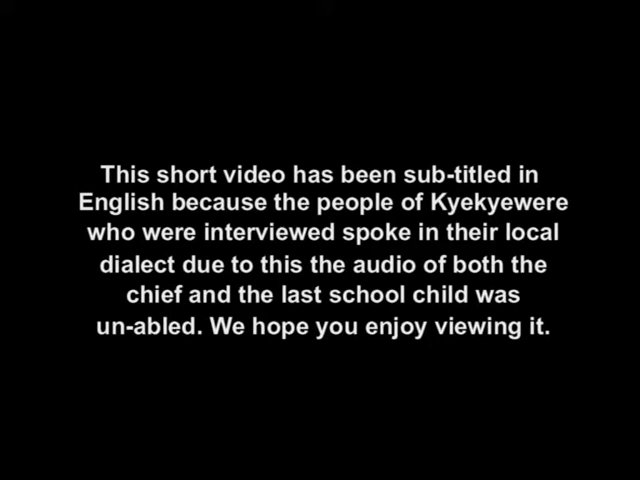 This short video has been sub-titled in
English because the people of Kyekyewere
who were interviewed spoke in their local
dialect due to this the audio of both the
chief and the last school child was
un-abled. We hope you enjoy viewing it.